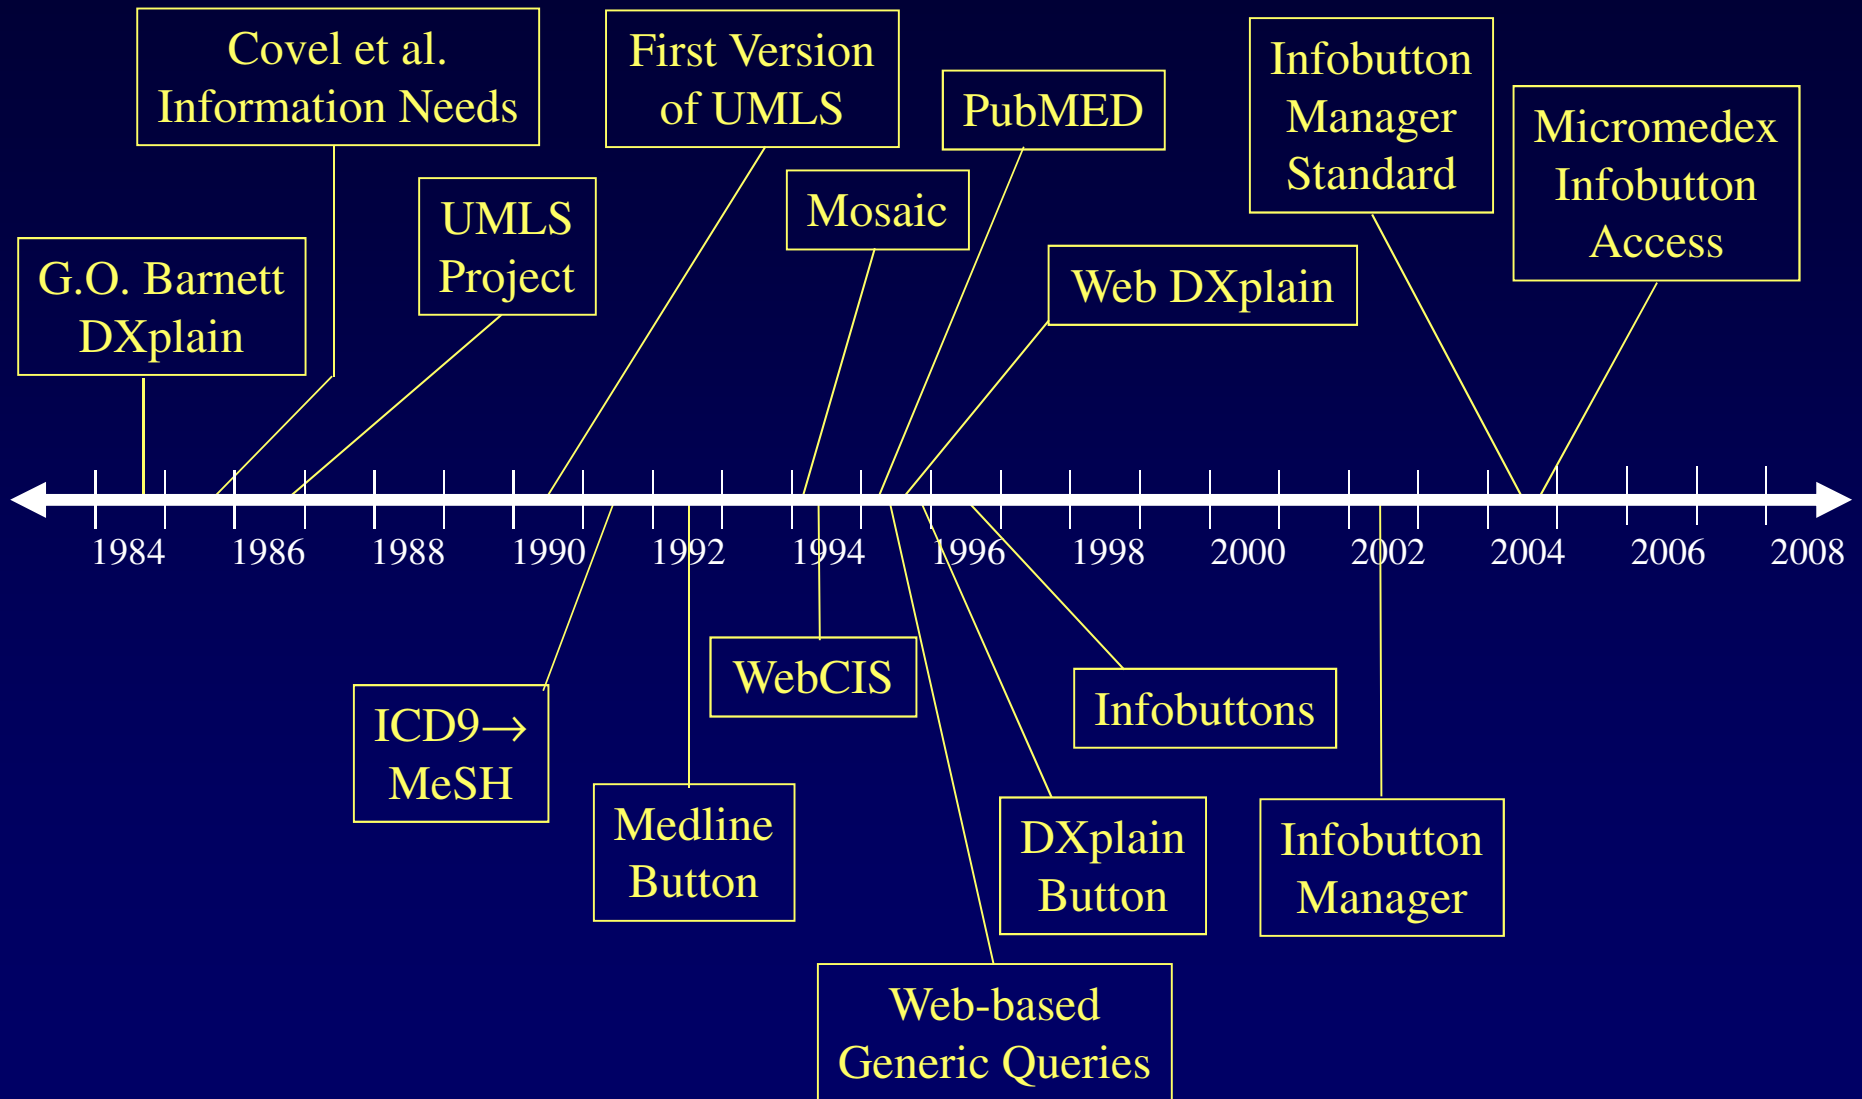 Covel et al.
Information Needs
First Version
of UMLS
Infobutton
Manager
Standard
PubMED
Micromedex
Infobutton
Access
Mosaic
UMLS
Project
G.O. Barnett
DXplain
Web DXplain
1984 1986 1988 1990 1992 1994 1996 1998 2000 2002 2004 2006 2008
WebCIS
ICD9→
MeSH
Infobuttons
Medline
Button
DXplain
Button
Infobutton
Manager
Web-based
Generic Queries